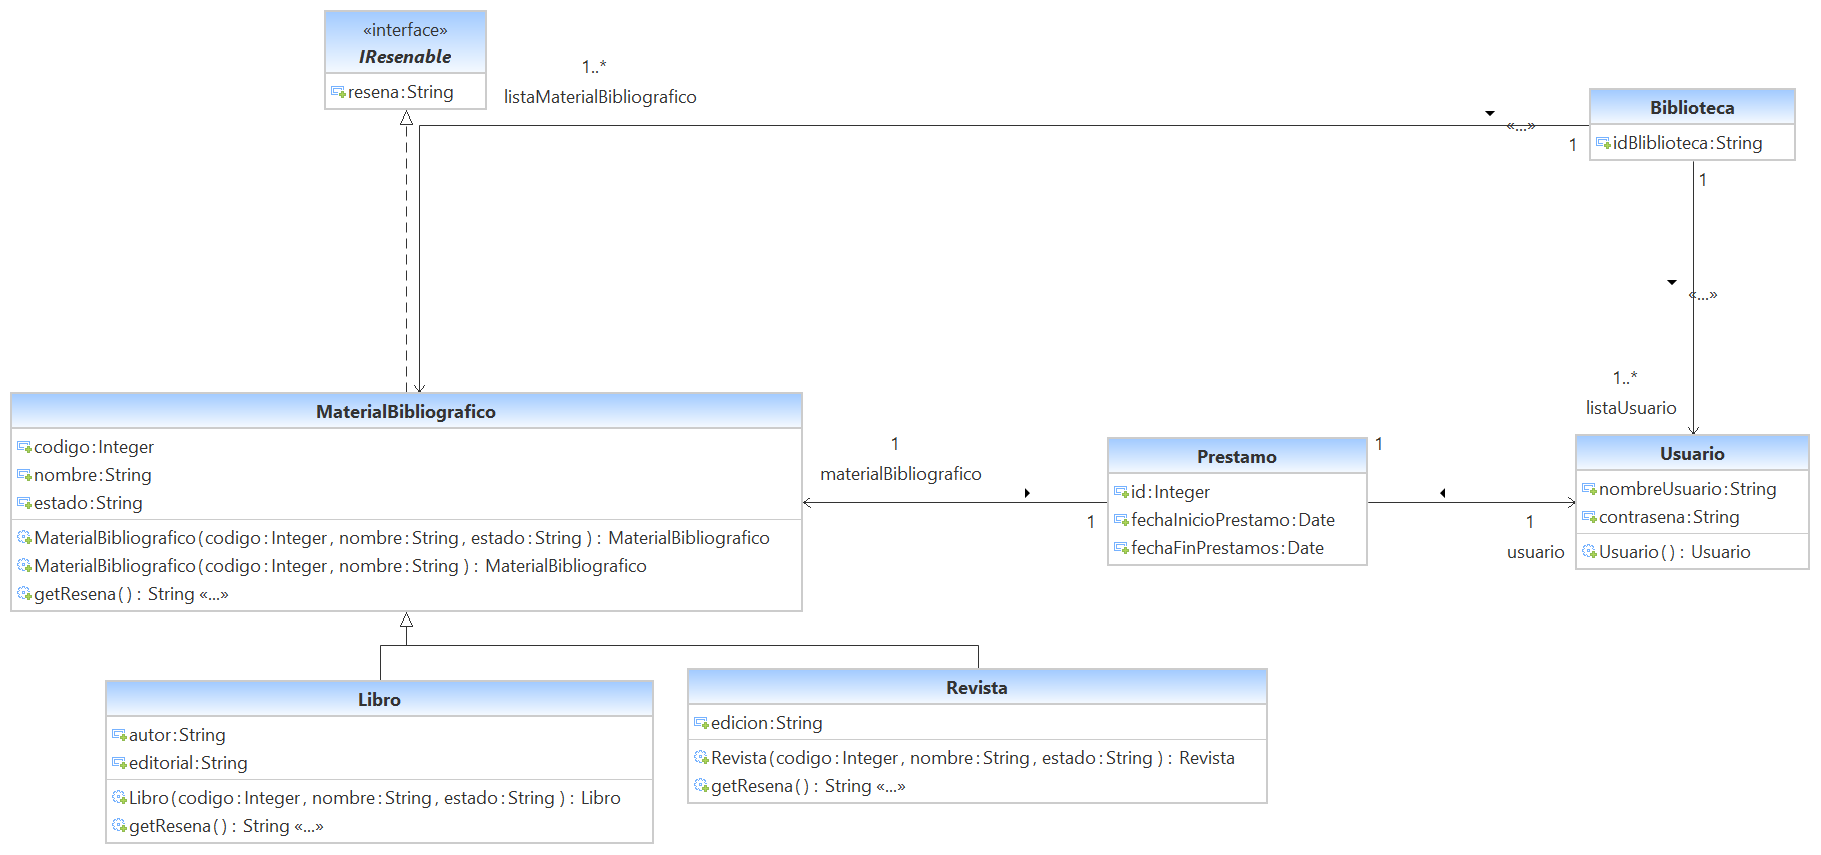 «interface»
IResenable
resena:String
1..*
listaMaterialBibliografico
«...»
1
Biblioteca
idBliblioteca:String
1
«...»
1..*
listaUsuario
MaterialBibliografico
codigo:Integer
nombre:String
estado:String
MaterialBibliografico(codigo:Integer, nombre:String, estado:String ) : MaterialBibliografico
MaterialBibliografico(codigo:Integer, nombre:String ) : MaterialBibliografico
getResena() : String «...»
1
materialBibliografico
1
Prestamo
id:Integer
fechaInicioPrestamo:Date
fechaFinPrestamos:Date
1
1
usuario
Usuario
nombreUsuario:String
contrasena:String
Usuario() : Usuario
Libro
autor:String
editorial:String
Libro(codigo:Integer, nombre:String, estado:String ) : Libro
getResena() : String «...»
Revista
edicion:String
Revista(codigo:Integer, nombre:String, estado:String ) : Revista
getResena() : String «...»